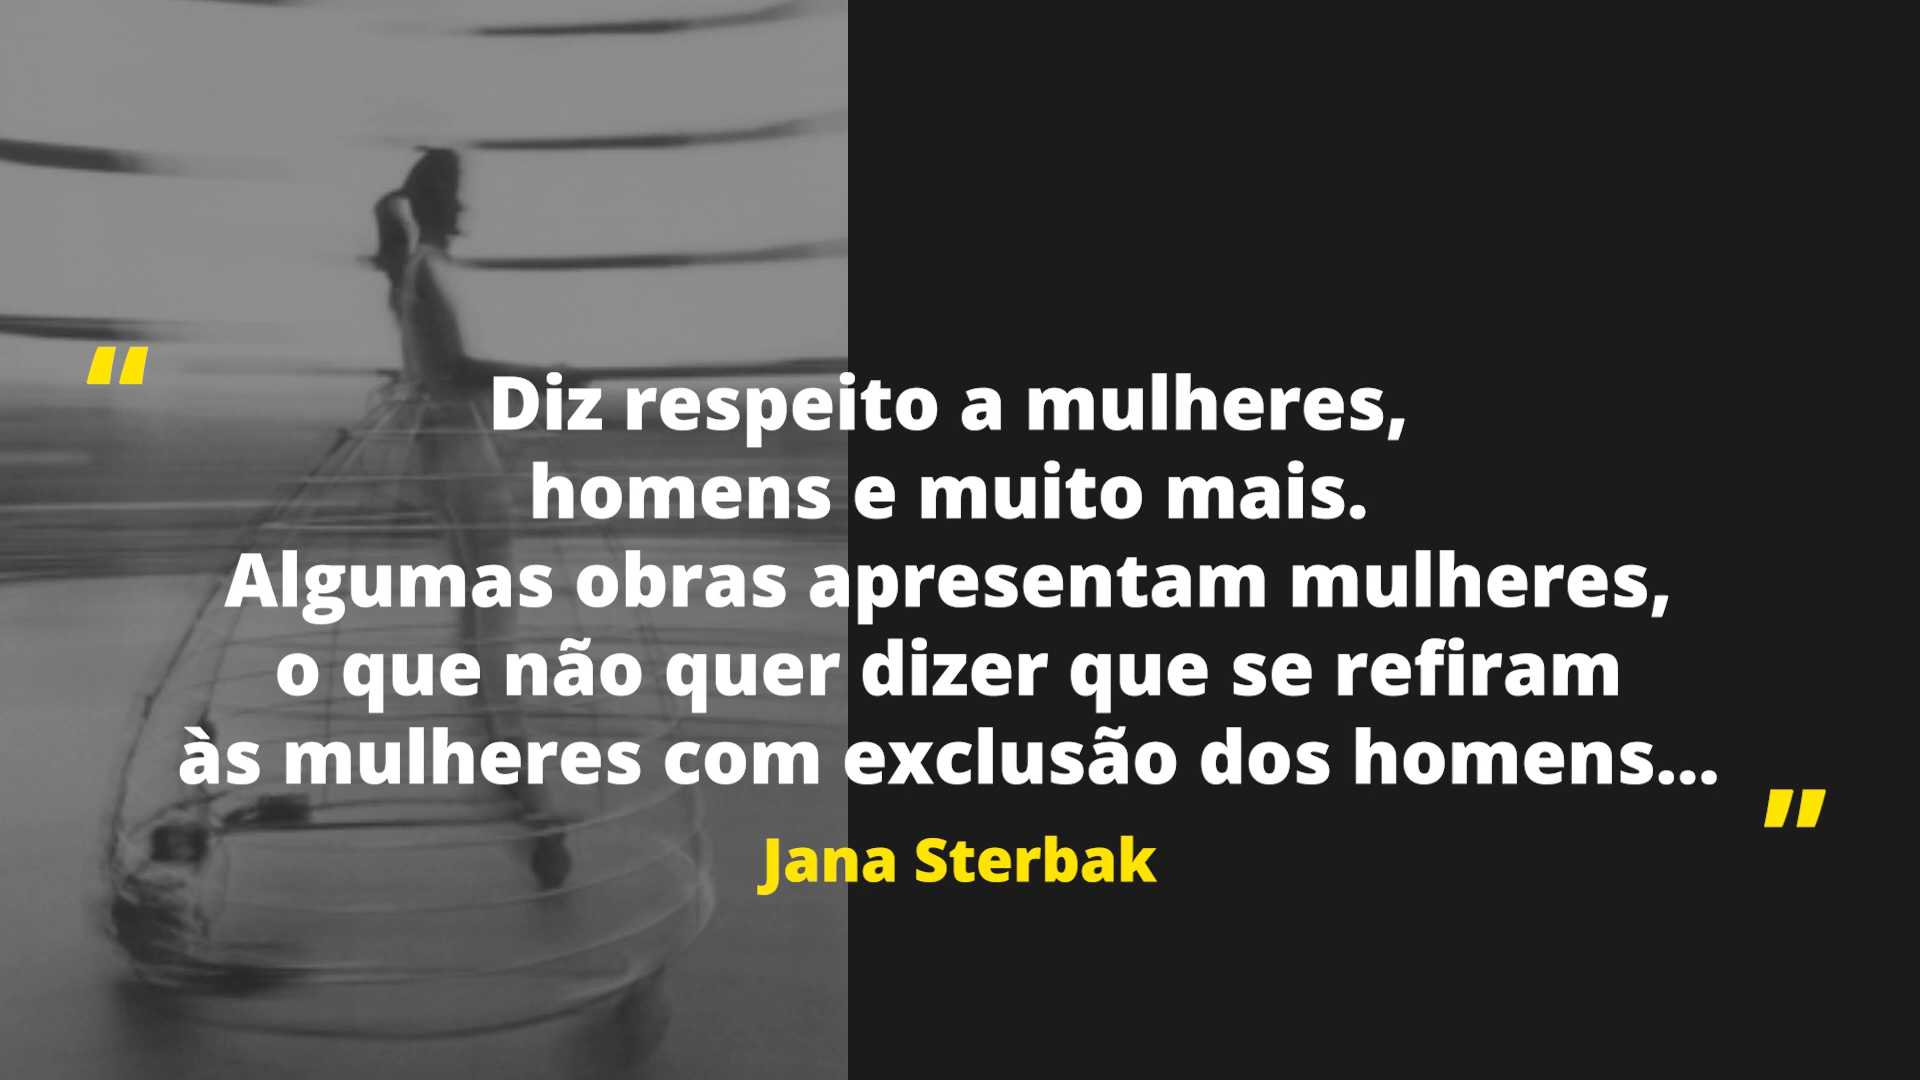 “
Diz respeito a mulheres,
homens e muito mais.
Algumas obras apresentam mulheres,
o que não quer dizer que se refiram
às mulheres com exclusão dos homens...
”
Jana Sterbak